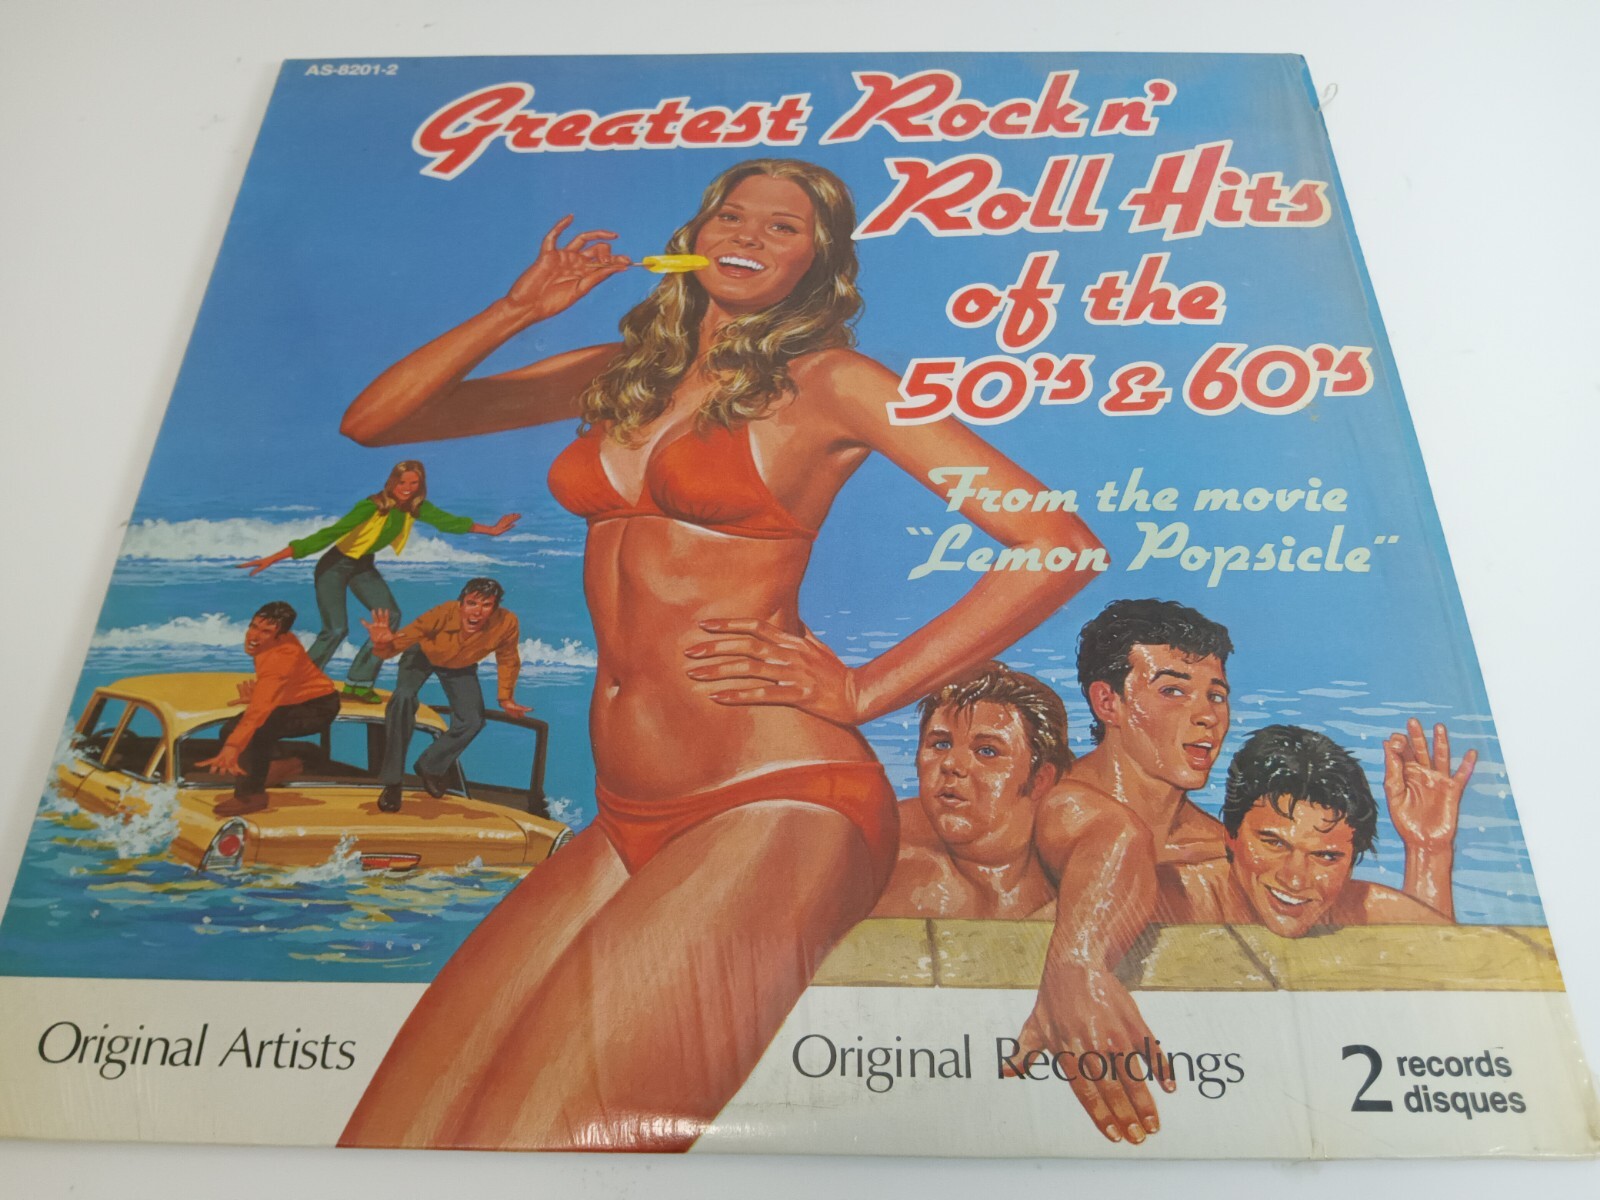 AS-8201-2
Greatest Rock n'
Roll Hits
of the
50's & 60's
From the movie
"Lemon Popsicle"
Original Artists
Original Recordings
2 records
disques